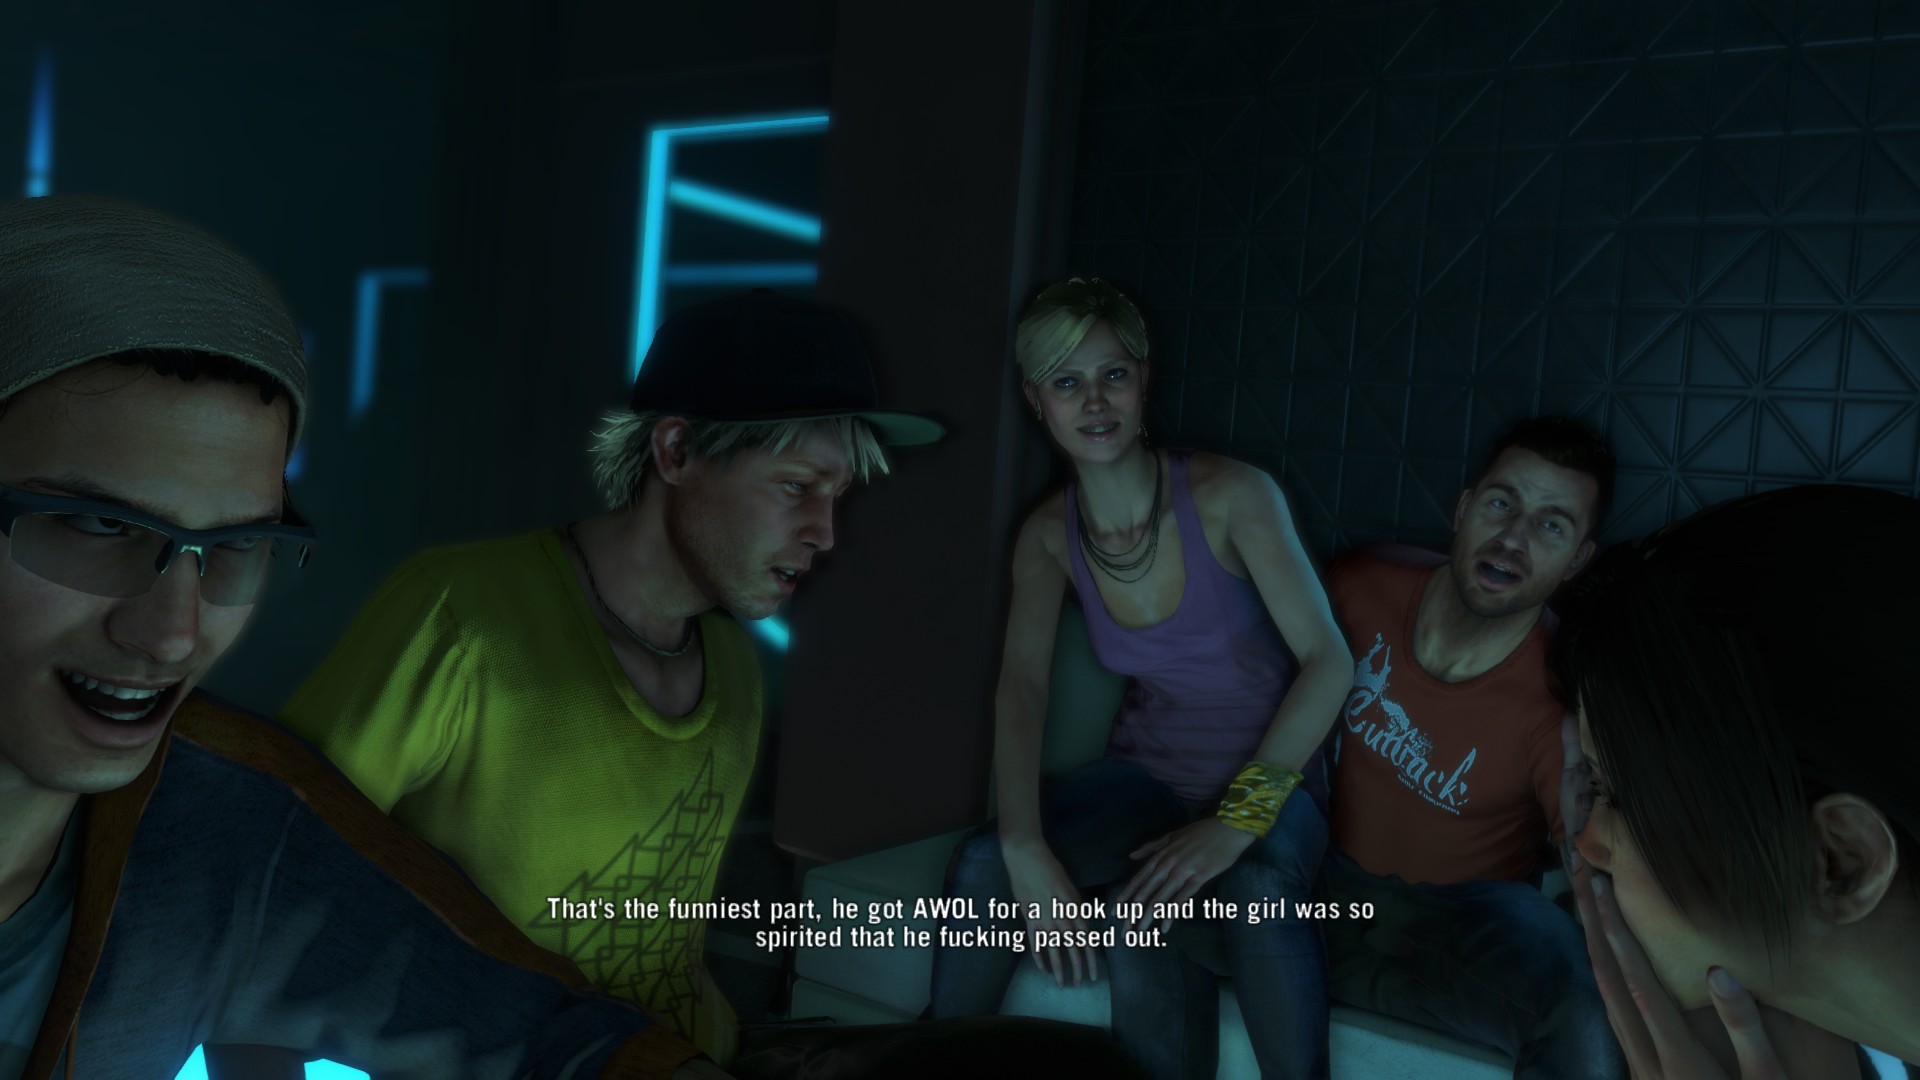 Cutback
That's the funniest part, he got AWOL for a hook up and the girl was so
spirited that he fucking passed out.